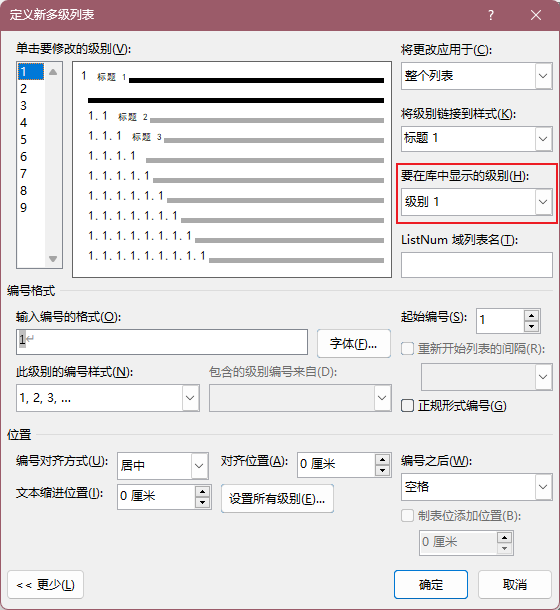 定义新多级列表
单击要修改的级别(V):
1
2
3
4
5
6
7
8
9
1 标题 1
1.1 标题 2
1.1.1 标题 3
1.1.1.1
1.1.1.1.1
1.1.1.1.1.1
1.1.1.1.1.1.1
1.1.1.1.1.1.1.1
1.1.1.1.1.1.1.1.1
将更改应用于(C):
整个列表
将级别链接到样式(K):
标题 1
要在库中显示的级别(H):
级别 1
ListNum 域列表名(T):
编号格式
输入编号的格式(O):
1↵
字体(F)...
起始编号(S): 1
重新开始列表的间隔(R):
此级别的编号样式(N):
1, 2, 3, ...
包含的级别编号来自(D):
正规形式编号(G)
位置
编号对齐方式(U): 居中
对齐位置(A): 0 厘米
文本缩进位置(I): 0 厘米
设置所有级别(E)...
编号之后(W):
空格
制表位添加位置(B):
0 厘米
<< 更少(L)
确定
取消